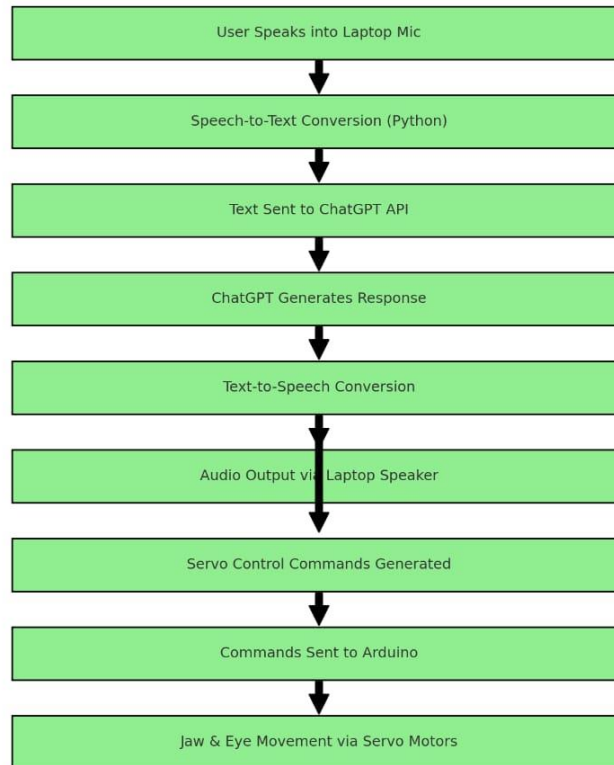 User Speaks into Laptop Mic
Speech-to-Text Conversion (Python)
Text Sent to ChatGPT API
ChatGPT Generates Response
Text-to-Speech Conversion
Audio Output via Laptop Speaker
Servo Control Commands Generated
Commands Sent to Arduino
Jaw & Eye Movement via Servo Motors